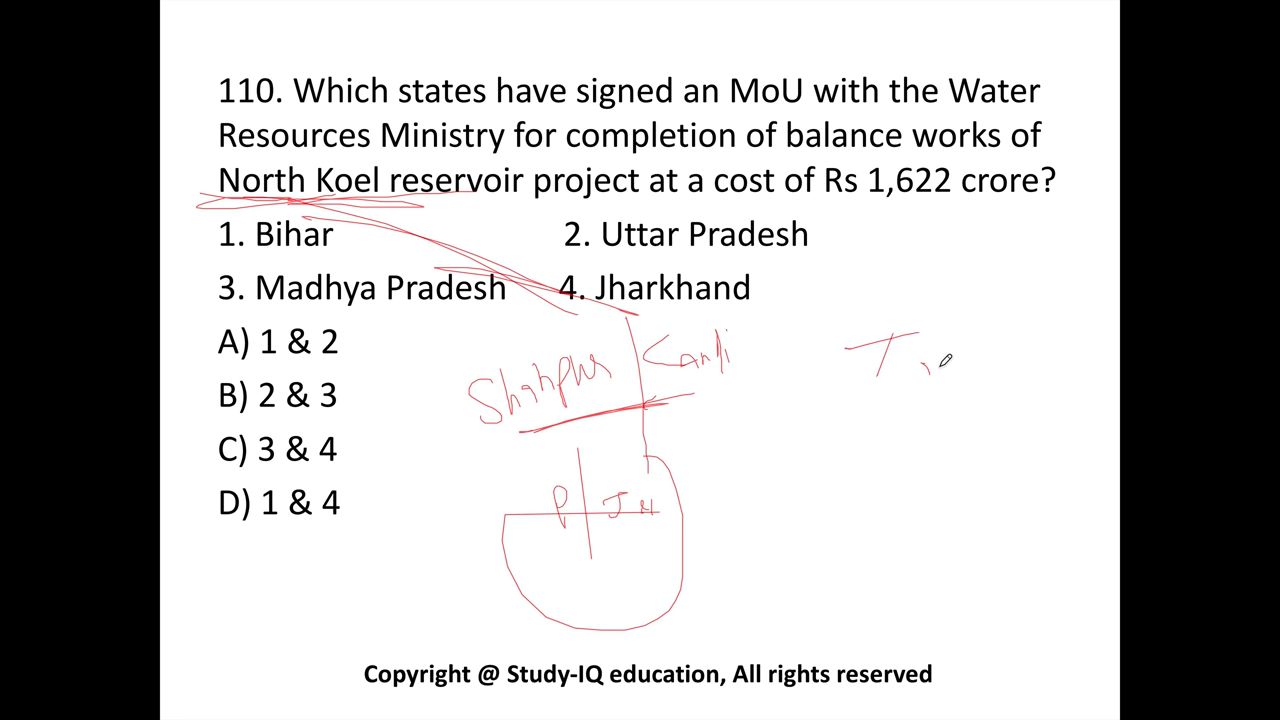 110. Which states have signed an MoU with the Water
Resources Ministry for completion of balance works of
North Koel reservoir project at a cost of Rs 1,622 crore?
1. Bihar 2. Uttar Pradesh
3. Madhya Pradesh 4. Jharkhand
A) 1 & 2
Shahpur Kandi
T
B) 2 & 3
C) 3 & 4
D) 1 & 4
P J
Copyright @ Study-IQ education, All rights reserved